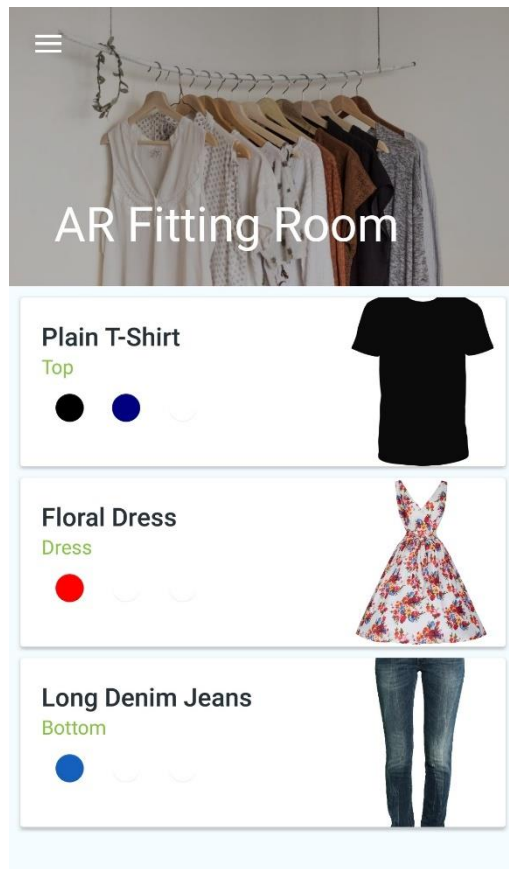 AR Fitting Room
Plain T-Shirt
Top
Floral Dress
Dress
Long Denim Jeans
Bottom